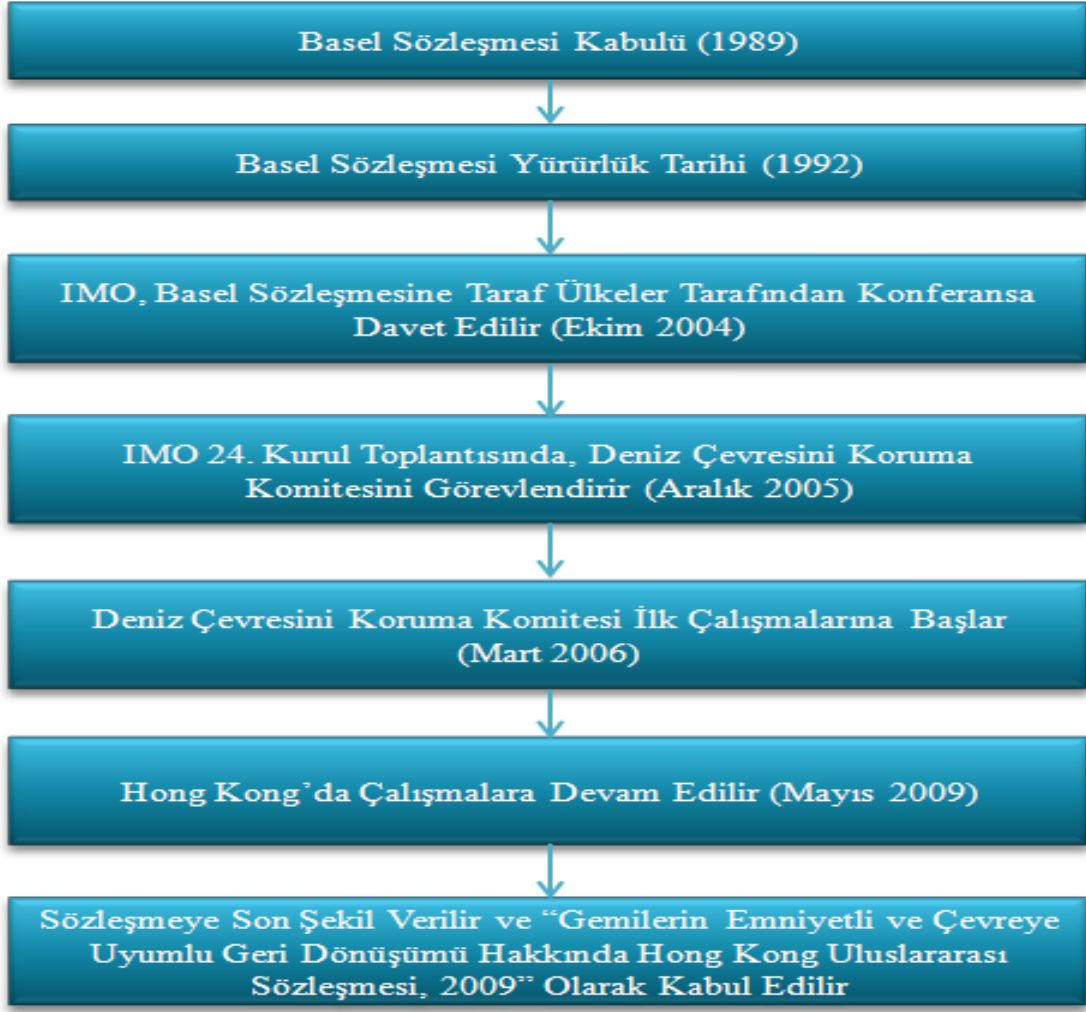 Basel Sözleşmesi Kabulü (1989)
Basel Sözleşmesi Yürürlük Tarihi (1992)
IMO, Basel Sözleşmesine Taraf Ülkeler Tarafından Konferansa
Davet Edilir (Ekim 2004)
IMO 24. Kurul Toplantısında, Deniz Çevresini Koruma
Komitesini Görevlendirir (Aralık 2005)
Deniz Çevresini Koruma Komitesi İlk Çalışmalarına Başlar
(Mart 2006)
Hong Kong’da Çalışmalara Devam Edilir (Mayıs 2009)
Sözleşmeye Son Şekil Verilir ve “Gemilerin Emniyetli ve Çevreye
Uyumlu Geri Dönüşümü Hakkında Hong Kong Uluslararası
Sözleşmesi, 2009” Olarak Kabul Edilir